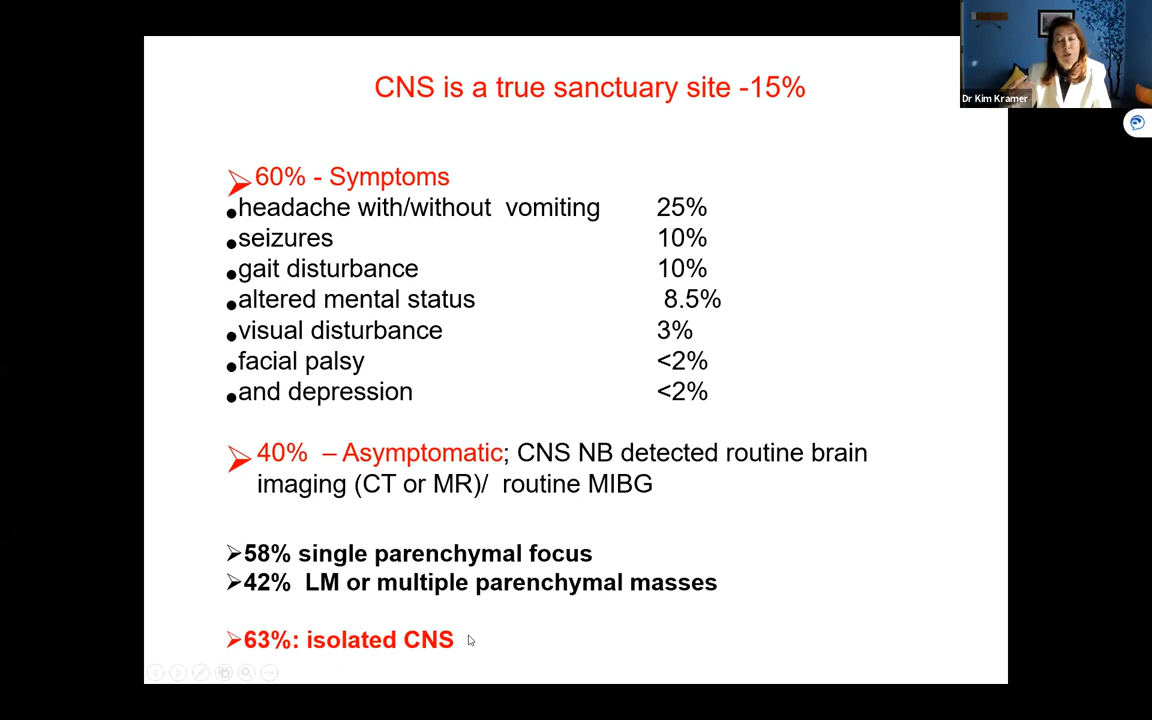 CNS is a true sanctuary site -15%
Dr Kim Kramer
➢60% - Symptoms
•headache with/without vomiting 25%
•seizures 10%
•gait disturbance 10%
•altered mental status 8.5%
•visual disturbance 3%
•facial palsy <2%
•and depression <2%
➢40% – Asymptomatic; CNS NB detected routine brain
imaging (CT or MR)/ routine MIBG
➢58% single parenchymal focus
➢42% LM or multiple parenchymal masses
➢63%: isolated CNS